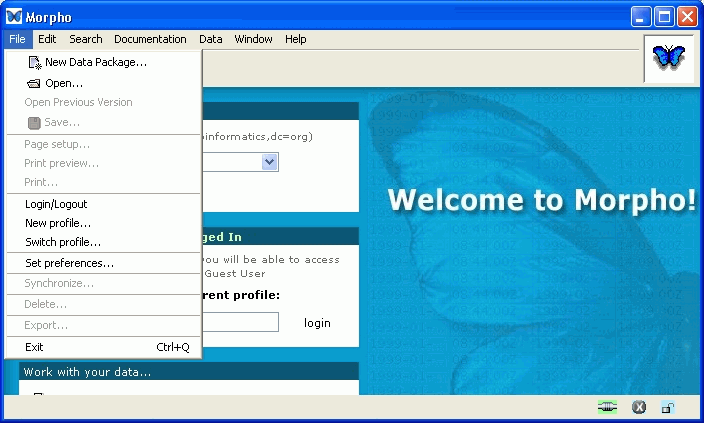 Morpho
File Edit Search Documentation Data Window Help
New Data Package...
Open...
Open Previous Version
Save...
Page setup...
Print preview...
Print...
Login/Logout
New profile...
Switch profile...
Set preferences...
Synchronize...
Delete...
Export...
Exit Ctrl+Q
oinformatics,dc=org)
ged In
you will be able to access
Guest User
rent profile:
login
Work with your data...
Welcome to Morpho!